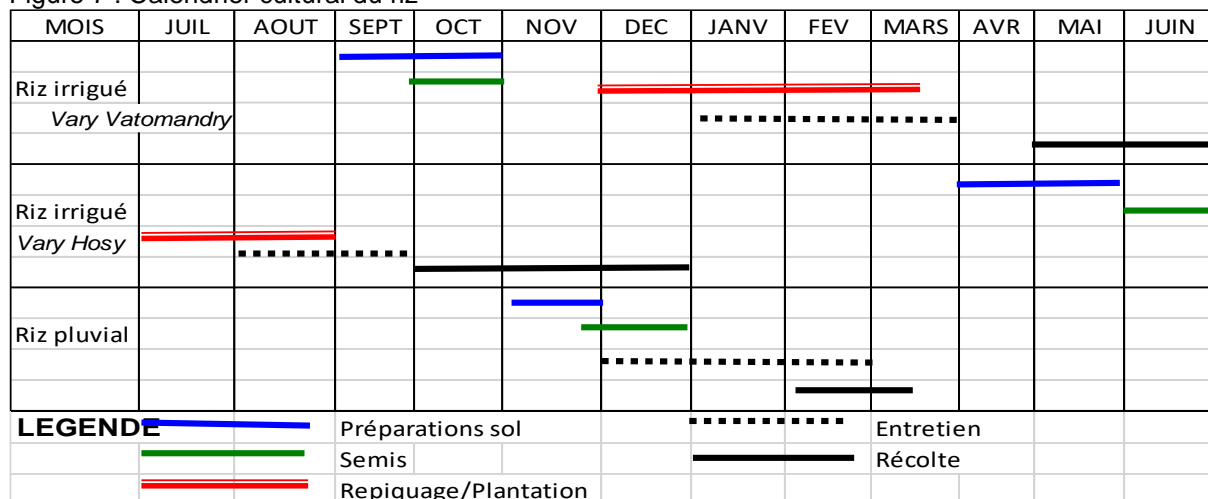 Figure 7 : Calendrier cultural du riz
MOIS JUIL AOUT SEPT OCT NOV DEC JANV FEV MARS AVR MAI JUIN
Riz irrigué
Vary Vatomandry
Riz irrigué
Vary Hosy
Riz pluvial
LEGENDE Préparations sol Entretien
Semis Récolte
Repiquage/Plantation